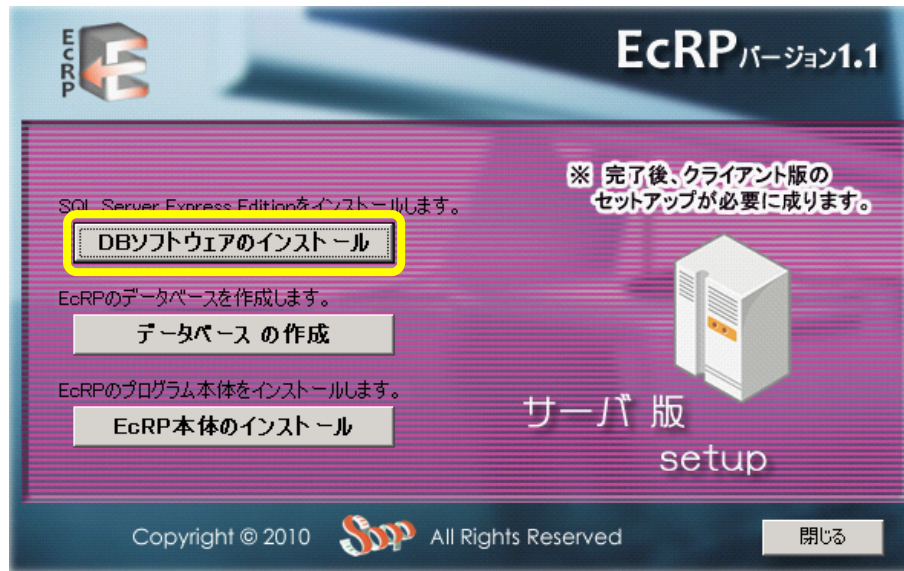 ECRP
EcRPバージョン1.1
※ 完了後、クライアント版の
セットアップが必要に成ります。
SQL Server Express Editionをインストールします。
DBソフトウェアのインストール
EcRPのデータベースを作成します。
データベース の作成
EcRPのプログラム本体をインストールします。
EcRP本体のインストール
サーバ 版
setup
Copyright © 2010 Sopp All Rights Reserved
閉じる